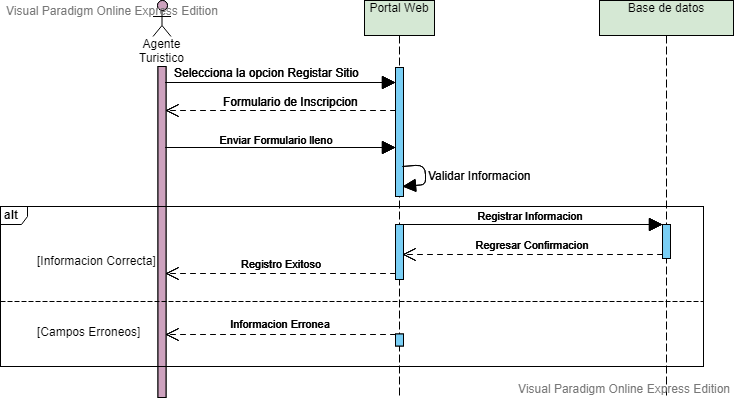 Visual Paradigm Online Express Edition
Agente
Turistico
Portal Web
Base de datos
Selecciona la opcion Registar Sitio
Formulario de Inscripcion
Enviar Formulario lleno
Validar Informacion
alt
Registrar Informacion
Regresar Confirmacion
[Informacion Correcta]
Registro Exitoso
Informacion Erronea
[Campos Erroneos]
Visual Paradigm Online Express Edition